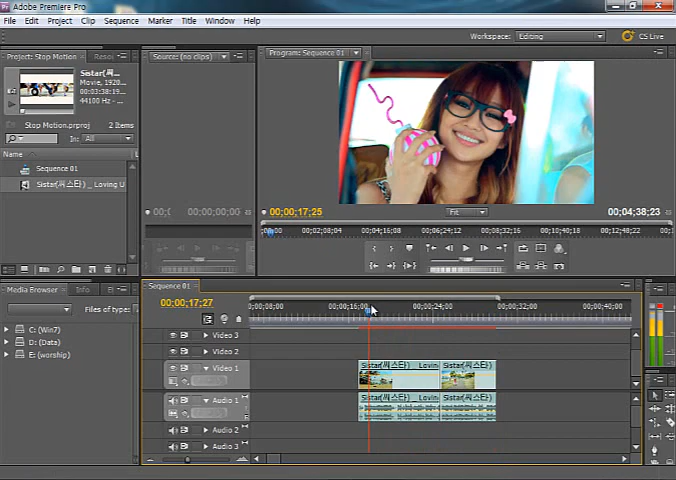 Adobe Premiere Pro
File Edit Project Clip Sequence Marker Title Window Help
Workspace: Editing
CS Live
Project: Stop Motion
Source: (no clips)
Program: Sequence 01
Sistar(씨...
Movie, 1920...
00:03:38:19...
44100 Hz -
Stop Motion.prproj
2 Items
In: All
Name
Sequence 01
Sistar(씨스타) _ Loving U
00;00;00;00
00;00;17;25
Fit
00;04;38;23
00;00
00;02;08;04
00;04;16;08
00;06;24;12
00;08;32;16
00;10;40;18
00;12;48;22
Media Browser
Info
Files of type:
C: (Win7)
D: (Data)
E: (worship)
Sequence 01
00;00;17;27
00;00;08;00
00;00;16;00
00;00;24;00
00;00;32;00
00;00;40;00
Video 3
Video 2
Video 1
Sistar(씨스타) _ Lovin
Sistar(씨스타)
Audio 1
Sistar(씨스타) _ Lovin
Sistar(씨스타)
Audio 2
Audio 3